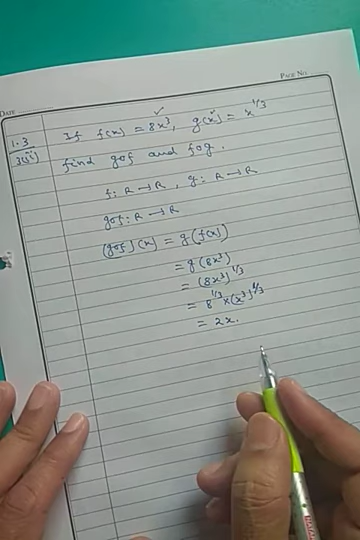 DATE
PAGE NO.
1.3 If f(x) = 8x³, g(x) = x^1/3
3(ii) find gof and fog.
f: R → R, g: R → R
gof: R → R
(gof)(x) = g(f(x))
= g(8x³)
= (8x³)^1/3
= 8^1/3 × (x³)^1/3
= 2x.